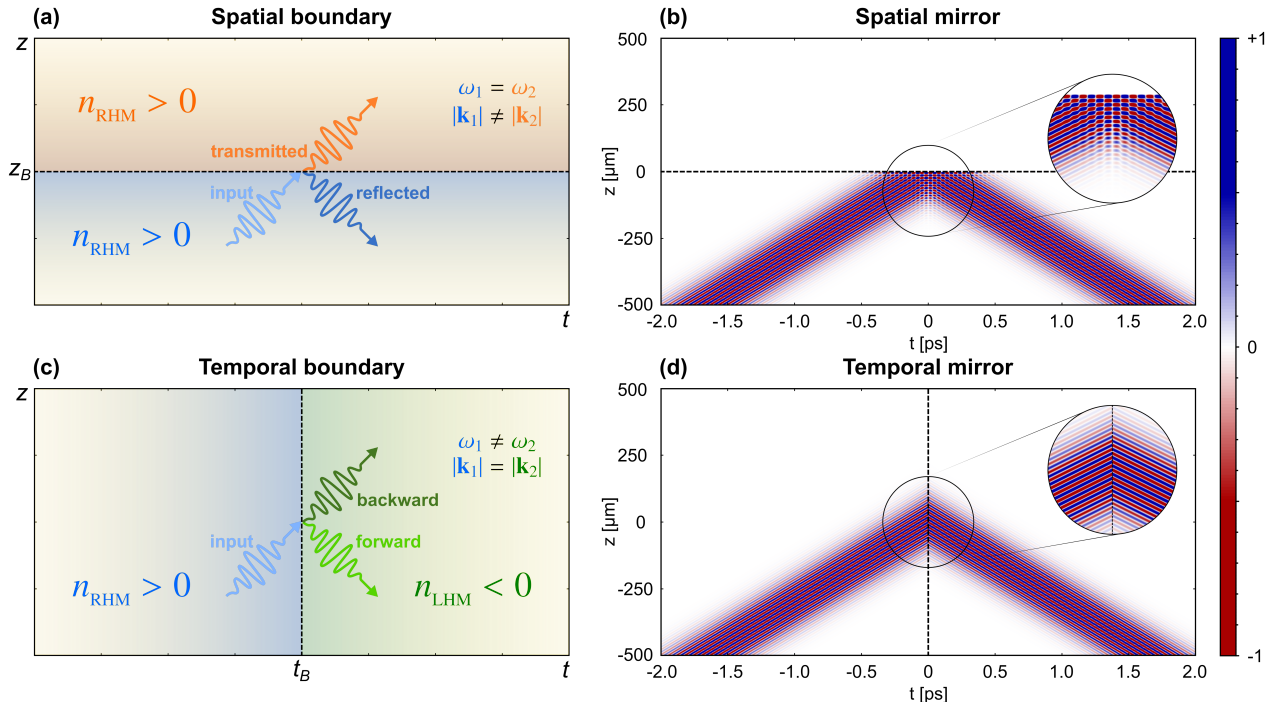 (a) Spatial boundary
z
n_RHM > 0
ω₁ = ω₂
|k₁| ≠ |k₂|
transmitted
z_B
input
reflected
n_RHM > 0
t
(b) Spatial mirror
500
250
0
-250
-500
z [µm]
-2.0 -1.5 -1.0 -0.5 0 0.5 1.0 1.5 2.0
t [ps]
+1
0
-1
(c) Temporal boundary
z
ω₁ ≠ ω₂
|k₁| = |k₂|
backward
input
forward
n_RHM > 0
n_LHM < 0
t_B
t
(d) Temporal mirror
500
250
0
-250
-500
z [µm]
-2.0 -1.5 -1.0 -0.5 0 0.5 1.0 1.5 2.0
t [ps]